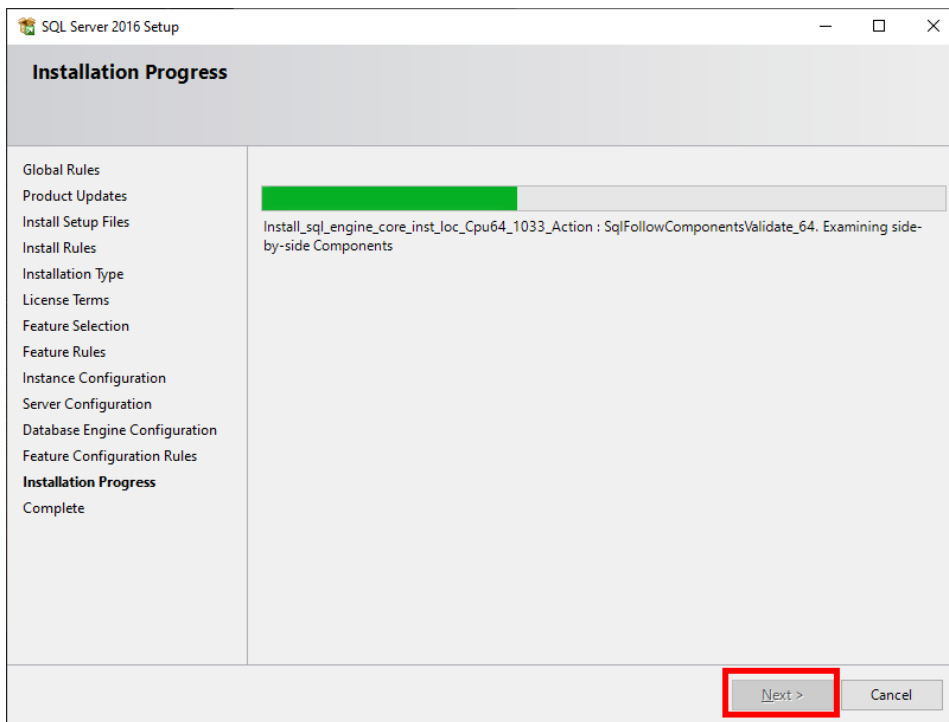 SQL Server 2016 Setup
Installation Progress
Global Rules
Product Updates
Install Setup Files
Install Rules
Installation Type
License Terms
Feature Selection
Feature Rules
Instance Configuration
Server Configuration
Database Engine Configuration
Feature Configuration Rules
Installation Progress
Complete
Install_sql_engine_core_inst_loc_Cpu64_1033_Action : SqlFollowComponentsValidate_64. Examining side-
by-side Components
Next >
Cancel